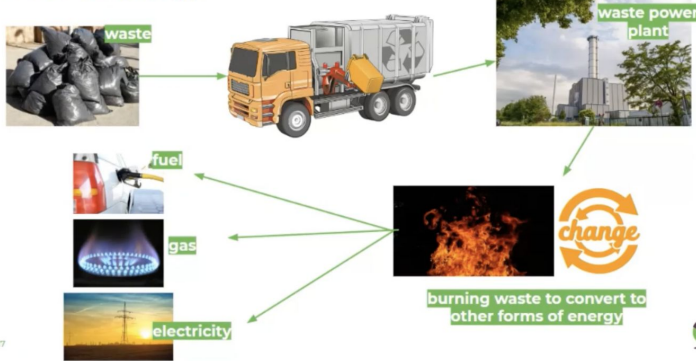 waste
waste power
plant
fuel
change
gas
burning waste to convert to
other forms of energy
electricity